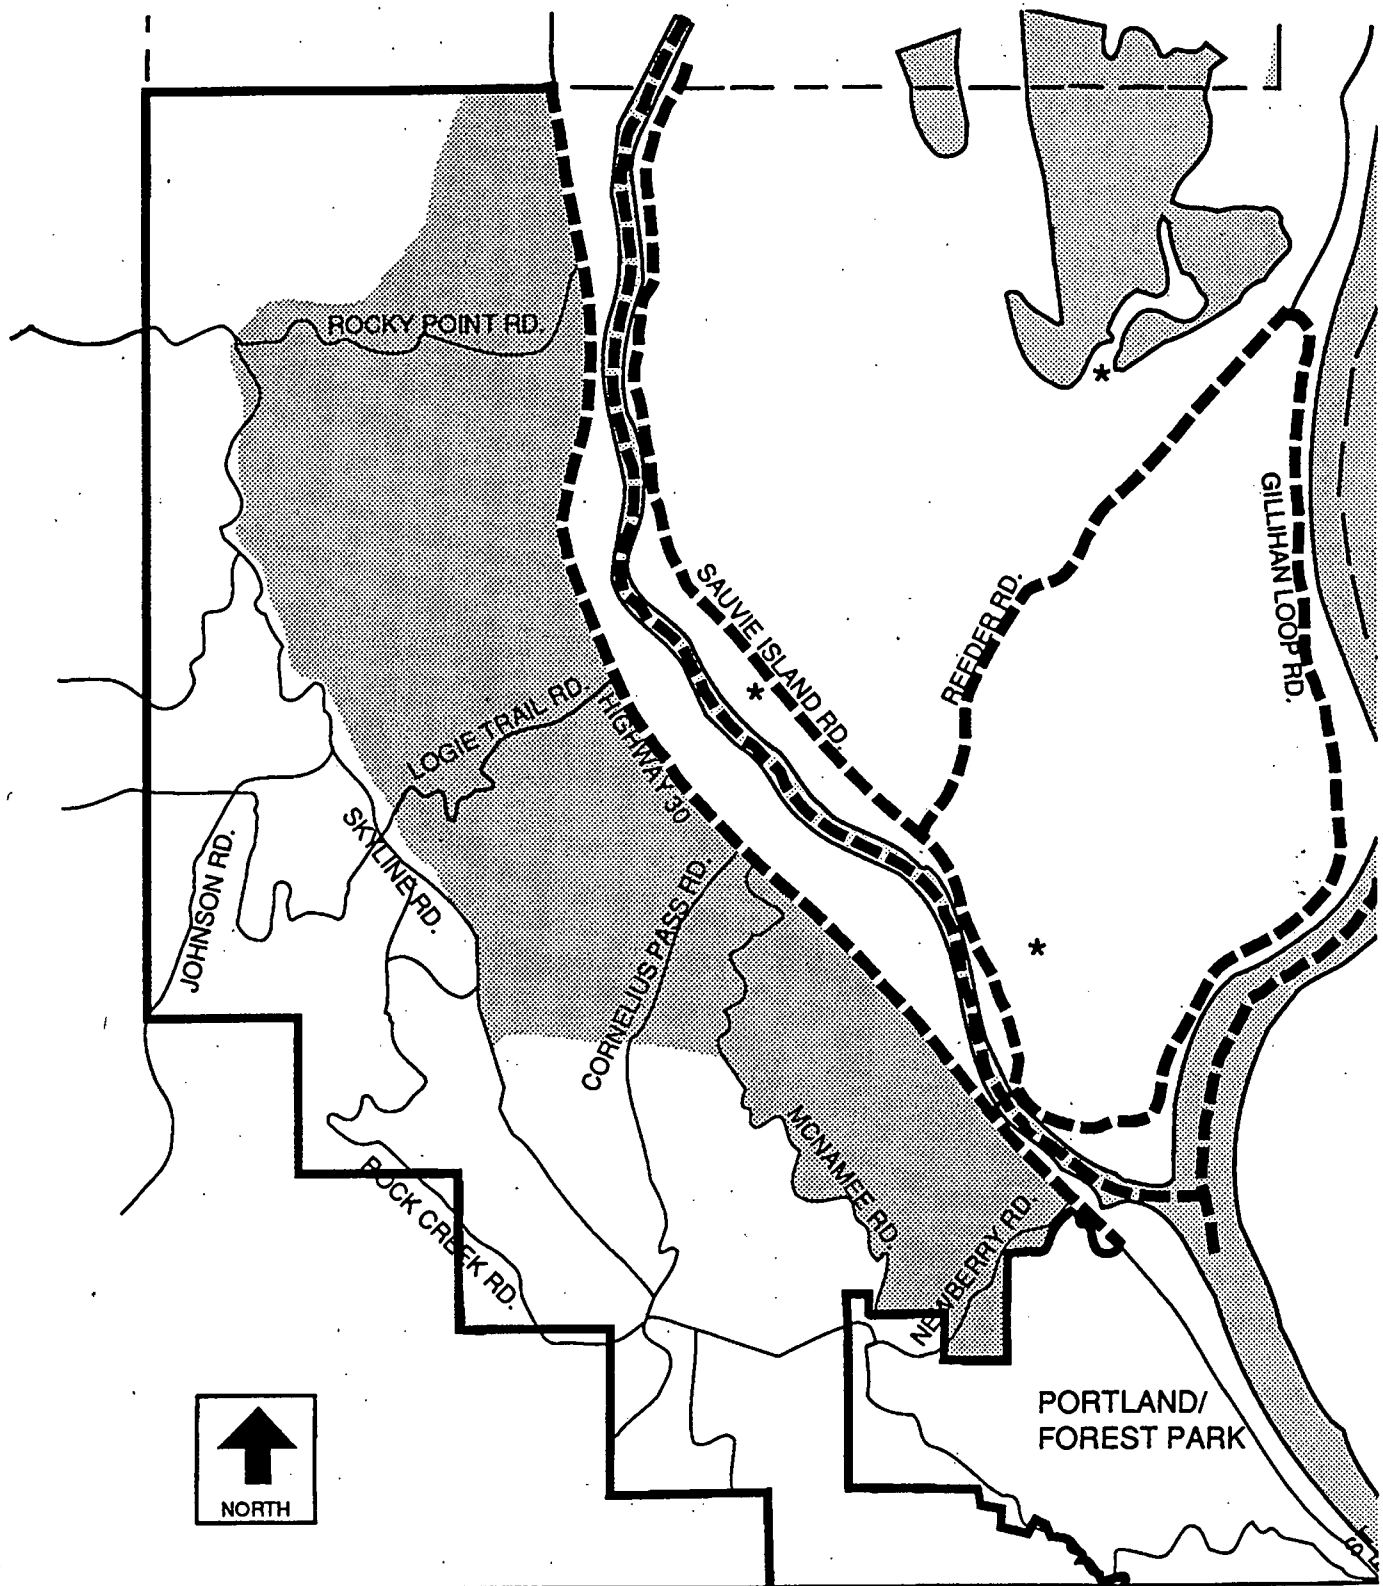 ROCKY POINT RD.
GILLIHAN LOOP RD.
SAUVIE ISLAND RD.
REEDER RD.
LOGIE TRAIL RD.
HIGHWAY 30
SKYLINE RD.
JOHNSON RD.
CORNELIUS PASS RD.
MCNAMEE RD.
ROCK CREEK RD.
NEWBERRY RD.
PORTLAND/
FOREST PARK
NORTH